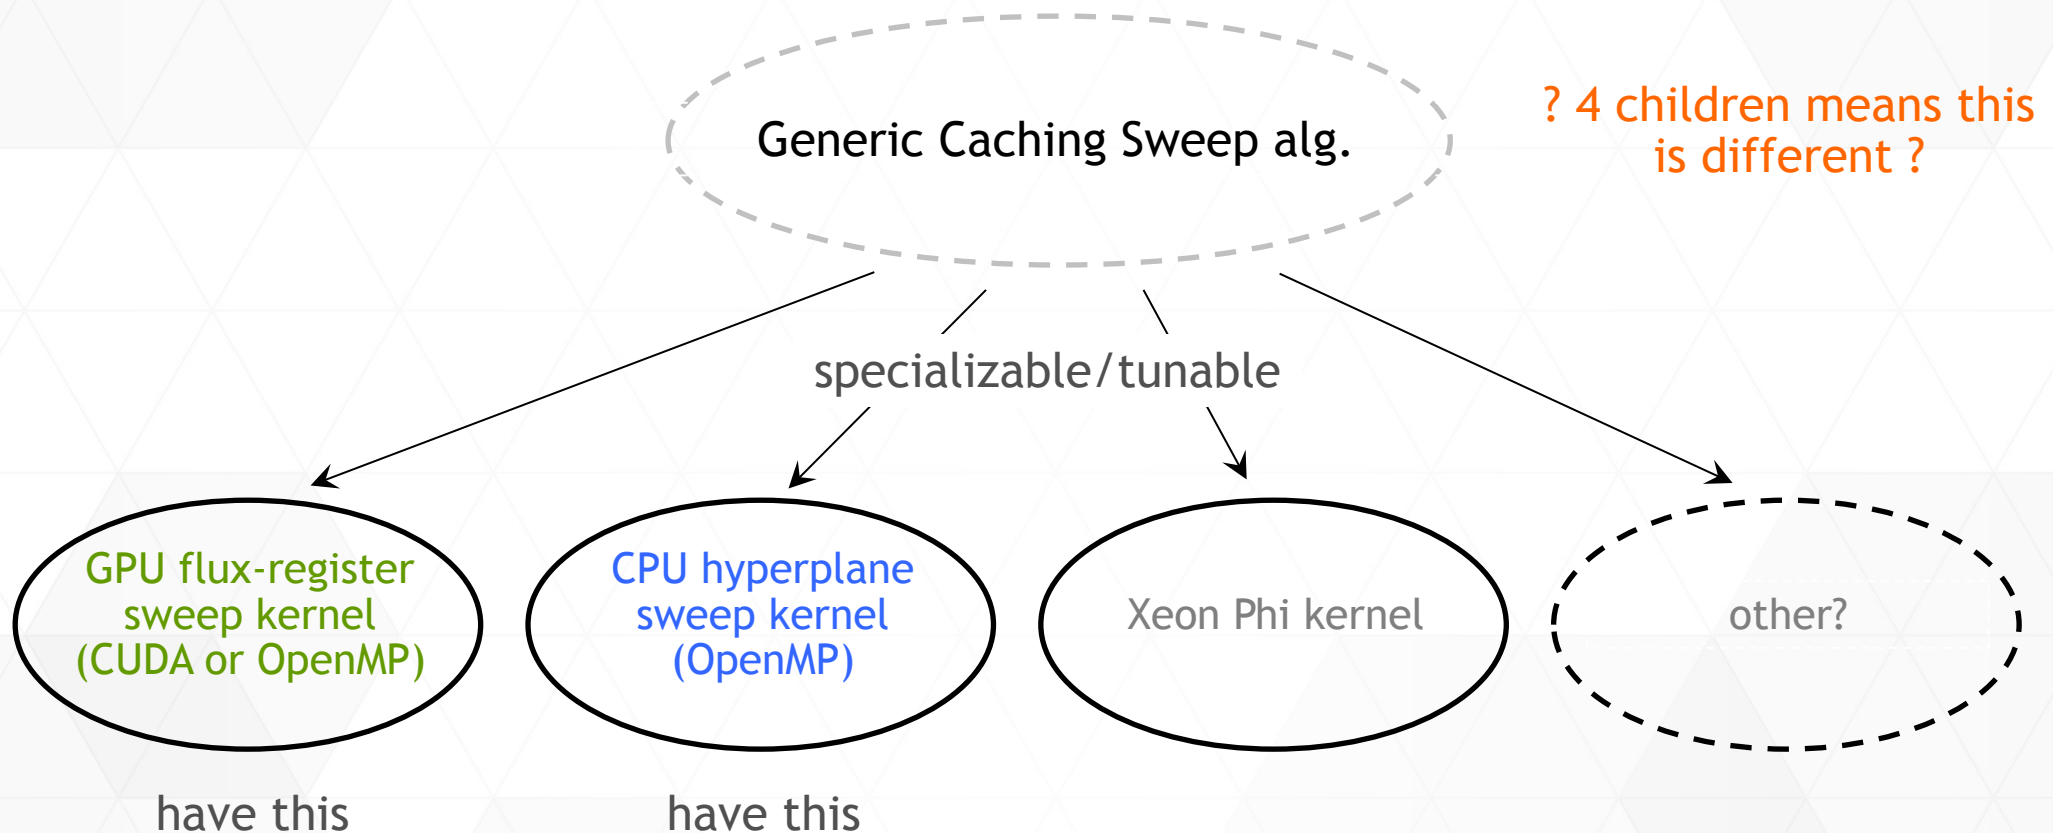 Generic Caching Sweep alg.
? 4 children means this
is different ?
specializable/tunable
GPU flux-register
sweep kernel
(CUDA or OpenMP)
CPU hyperplane
sweep kernel
(OpenMP)
Xeon Phi kernel
other?
have this
have this